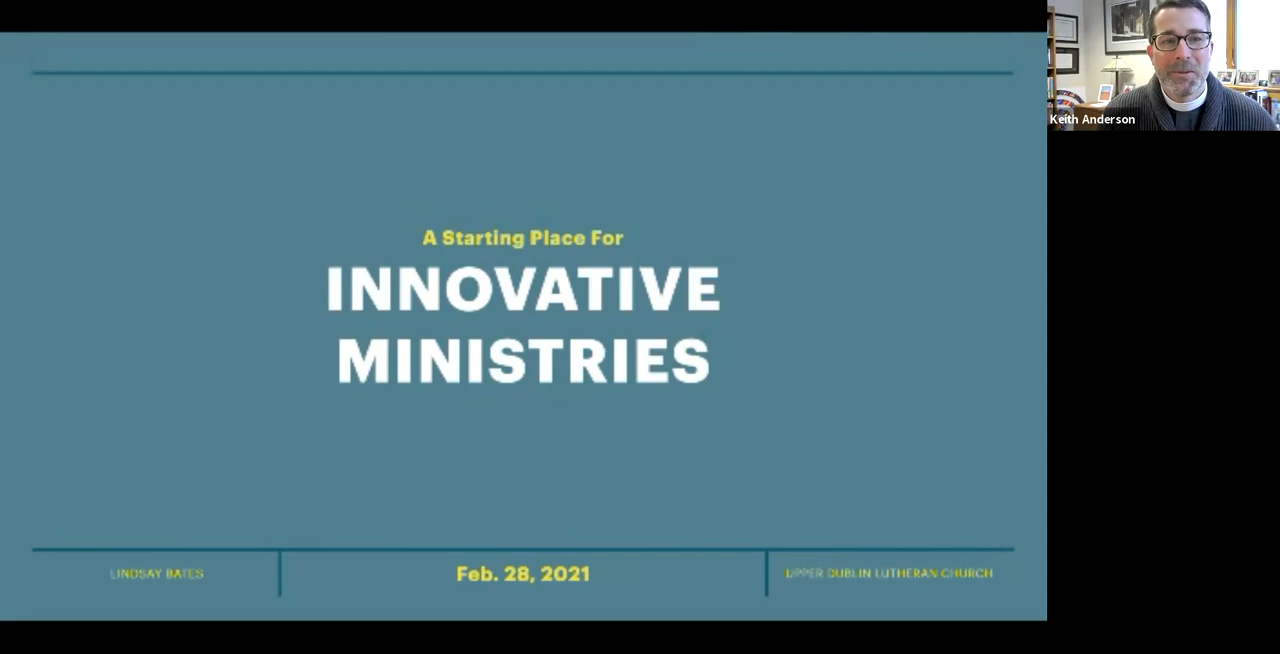 A Starting Place For
INNOVATIVE
MINISTRIES
LINDSAY BATES
Feb. 28, 2021
UPPER DUBLIN LUTHERAN CHURCH
Keith Anderson